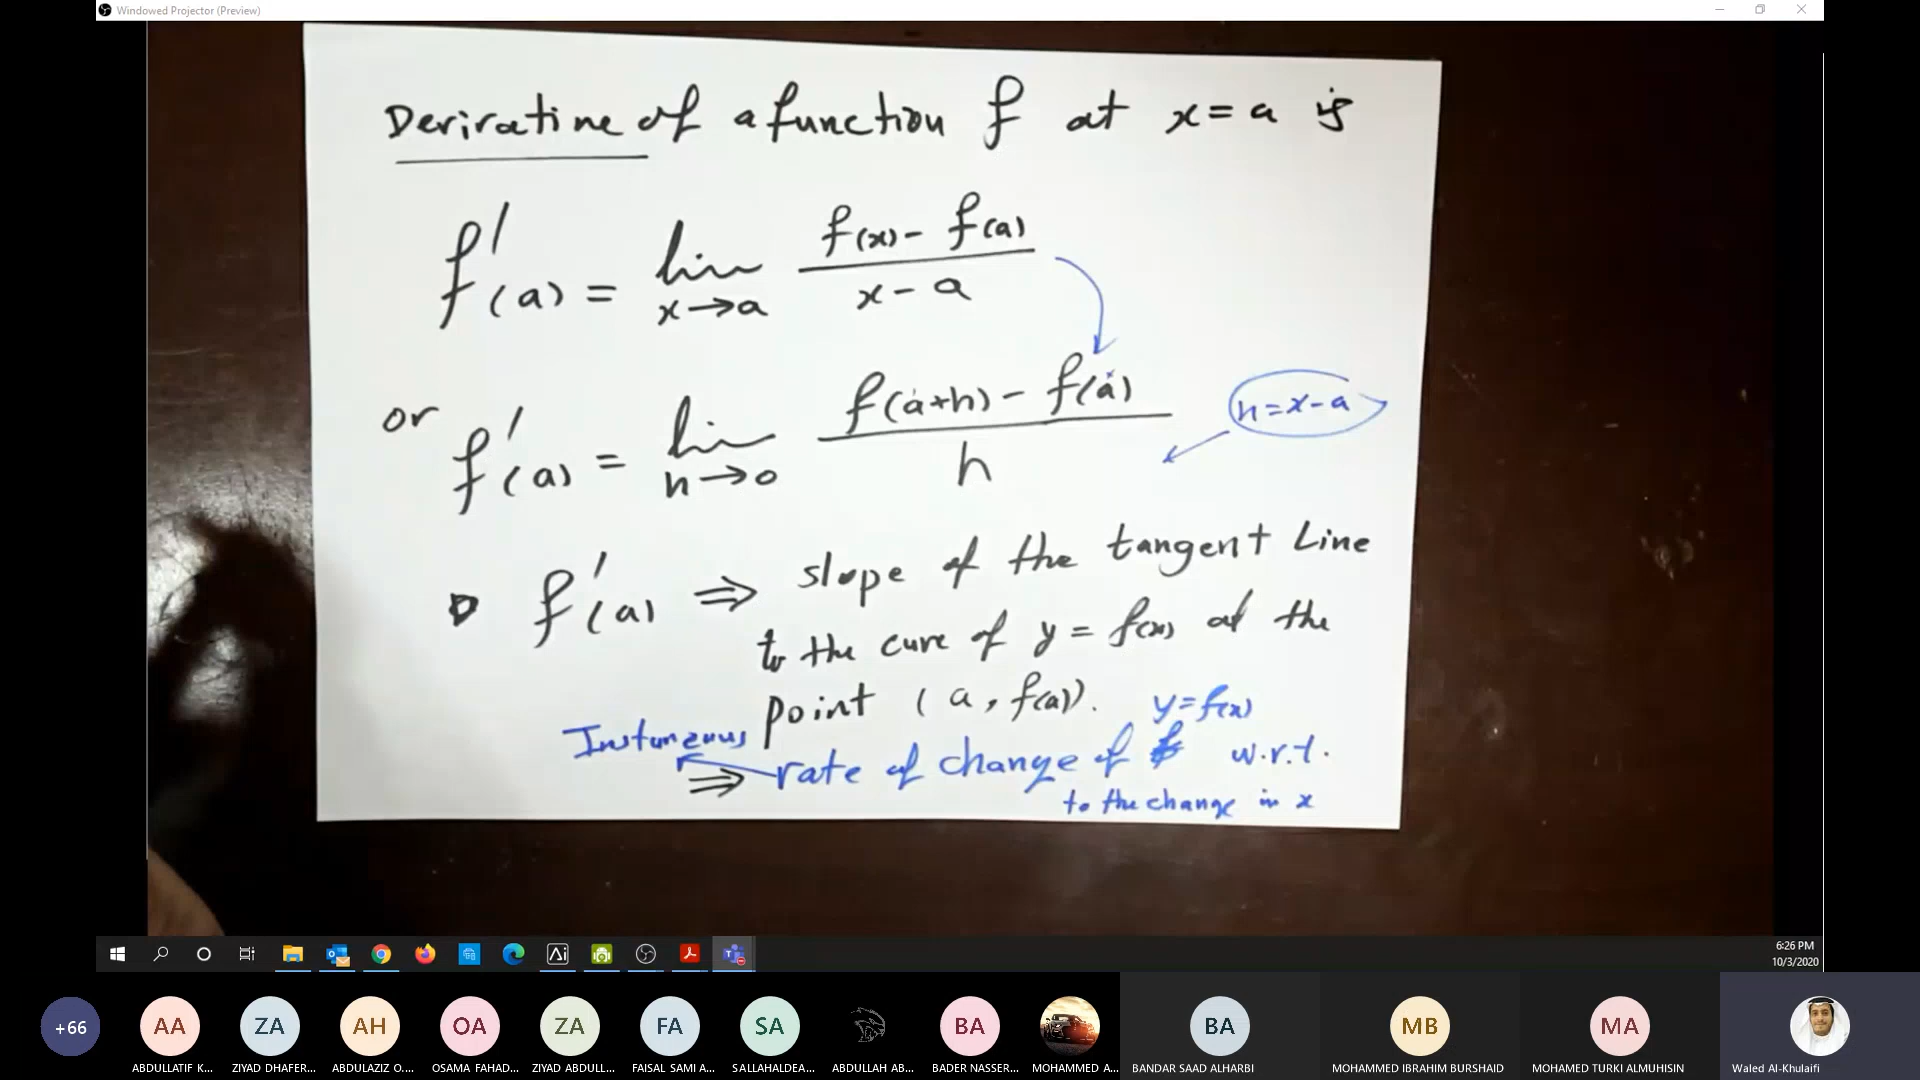 Windowed Projector (Preview)
Derivative of a function f at x = a is
f'(a) = lim x→a f(x) - f(a) / x - a
or f'(a) = lim h→0 f(a+h) - f(a) / h
h = x - a
f'(a) ⇒ slope of the tangent Line
to the curve of y = f(x) at the
point (a, f(a)).
y = f(x)
Instantaneous
⇒ rate of change of w.r.t.
to the change in x
6:26 PM
10/3/2020
+66
AA
ZA
AH
OA
ZA
FA
SA
BA
BA
MB
MA
ABDULLATIF K...
ZIYAD DHAFER...
ABDULAZIZ O....
OSAMA FAHAD...
ZIYAD ABDULL...
FAISAL SAMI A...
SALLAHALDEA...
ABDULLAH AB...
BADER NASSER...
MOHAMMED A...
BANDAR SAAD ALHARBI
MOHAMMED IBRAHIM BURSHAID
MOHAMED TURKI ALMUHISIN
Waled Al-Khulaifi